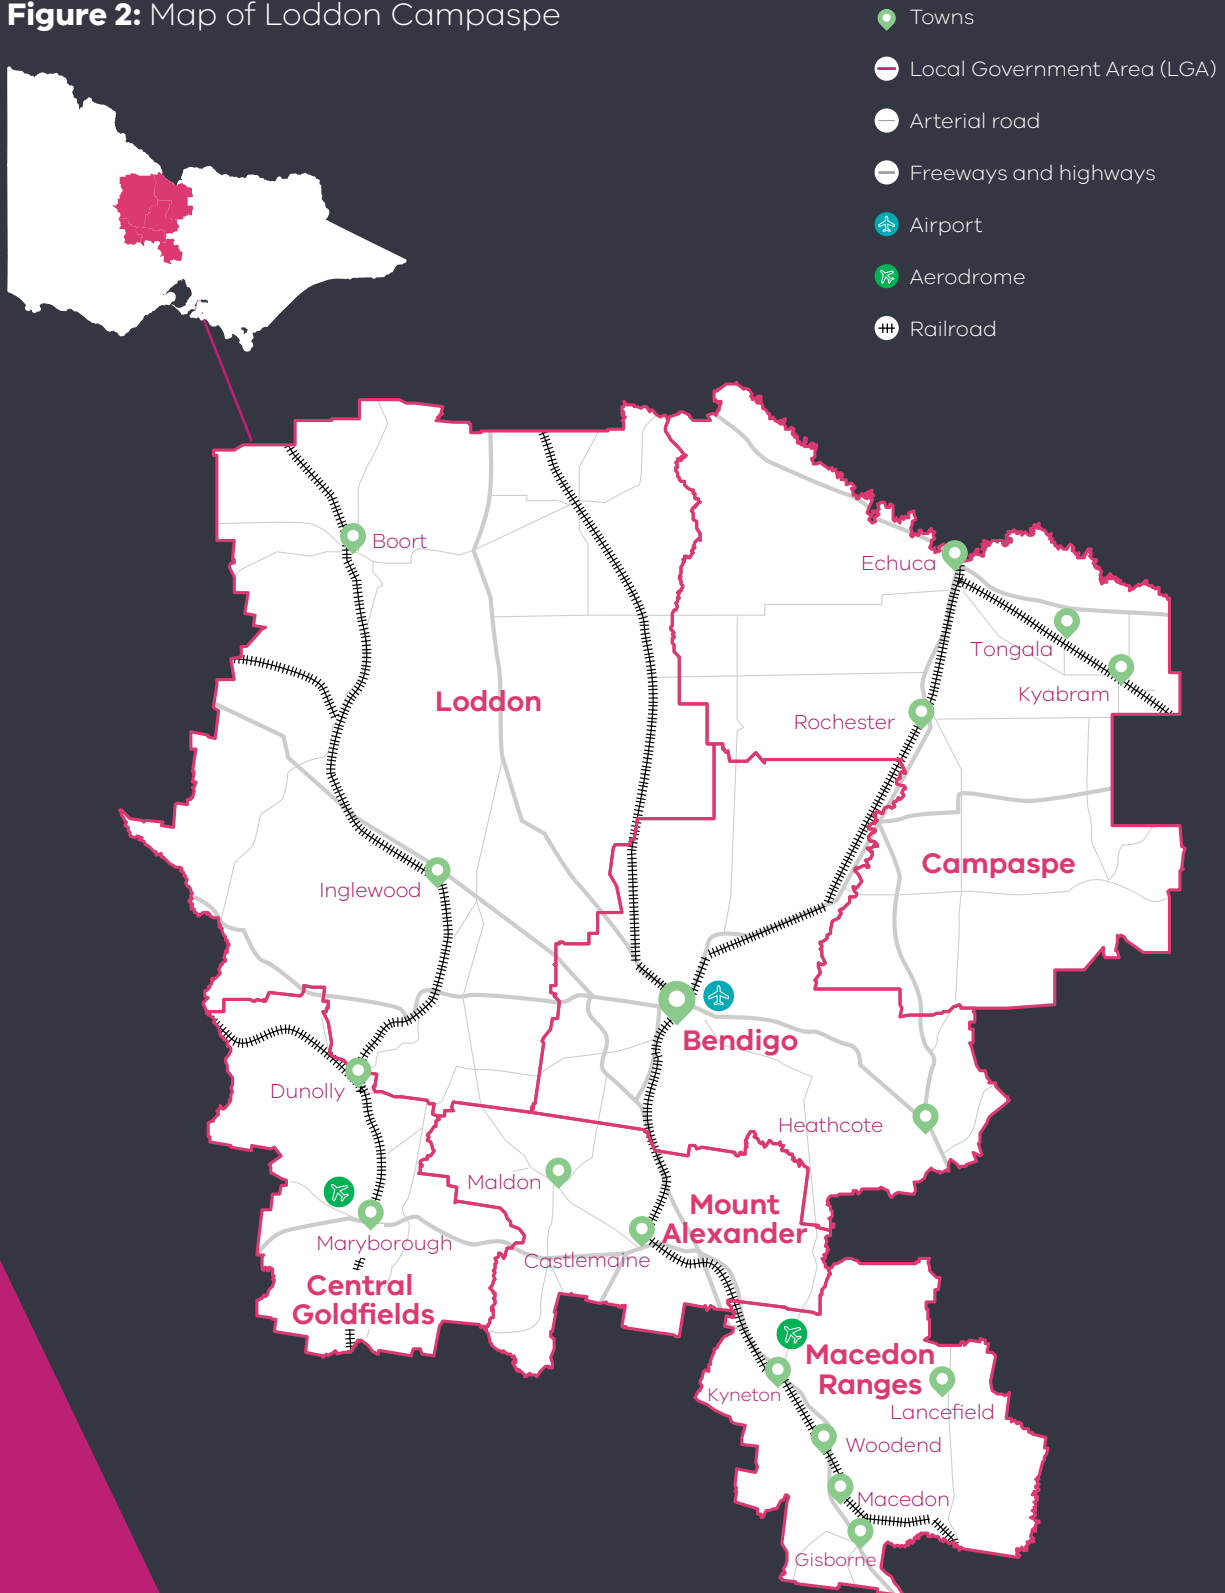 Figure 2: Map of Loddon Campaspe
Towns
Local Government Area (LGA)
Arterial road
Freeways and highways
Airport
Aerodrome
Railroad
Boort
Echuca
Tongala
Kyabram
Loddon
Rochester
Campaspe
Inglewood
Bendigo
Dunolly
Heathcote
Maldon
Mount
Alexander
Maryborough
Castlemaine
Central
Goldfields
Macedon
Ranges
Kyneton
Lancefield
Woodend
Macedon
Gisborne